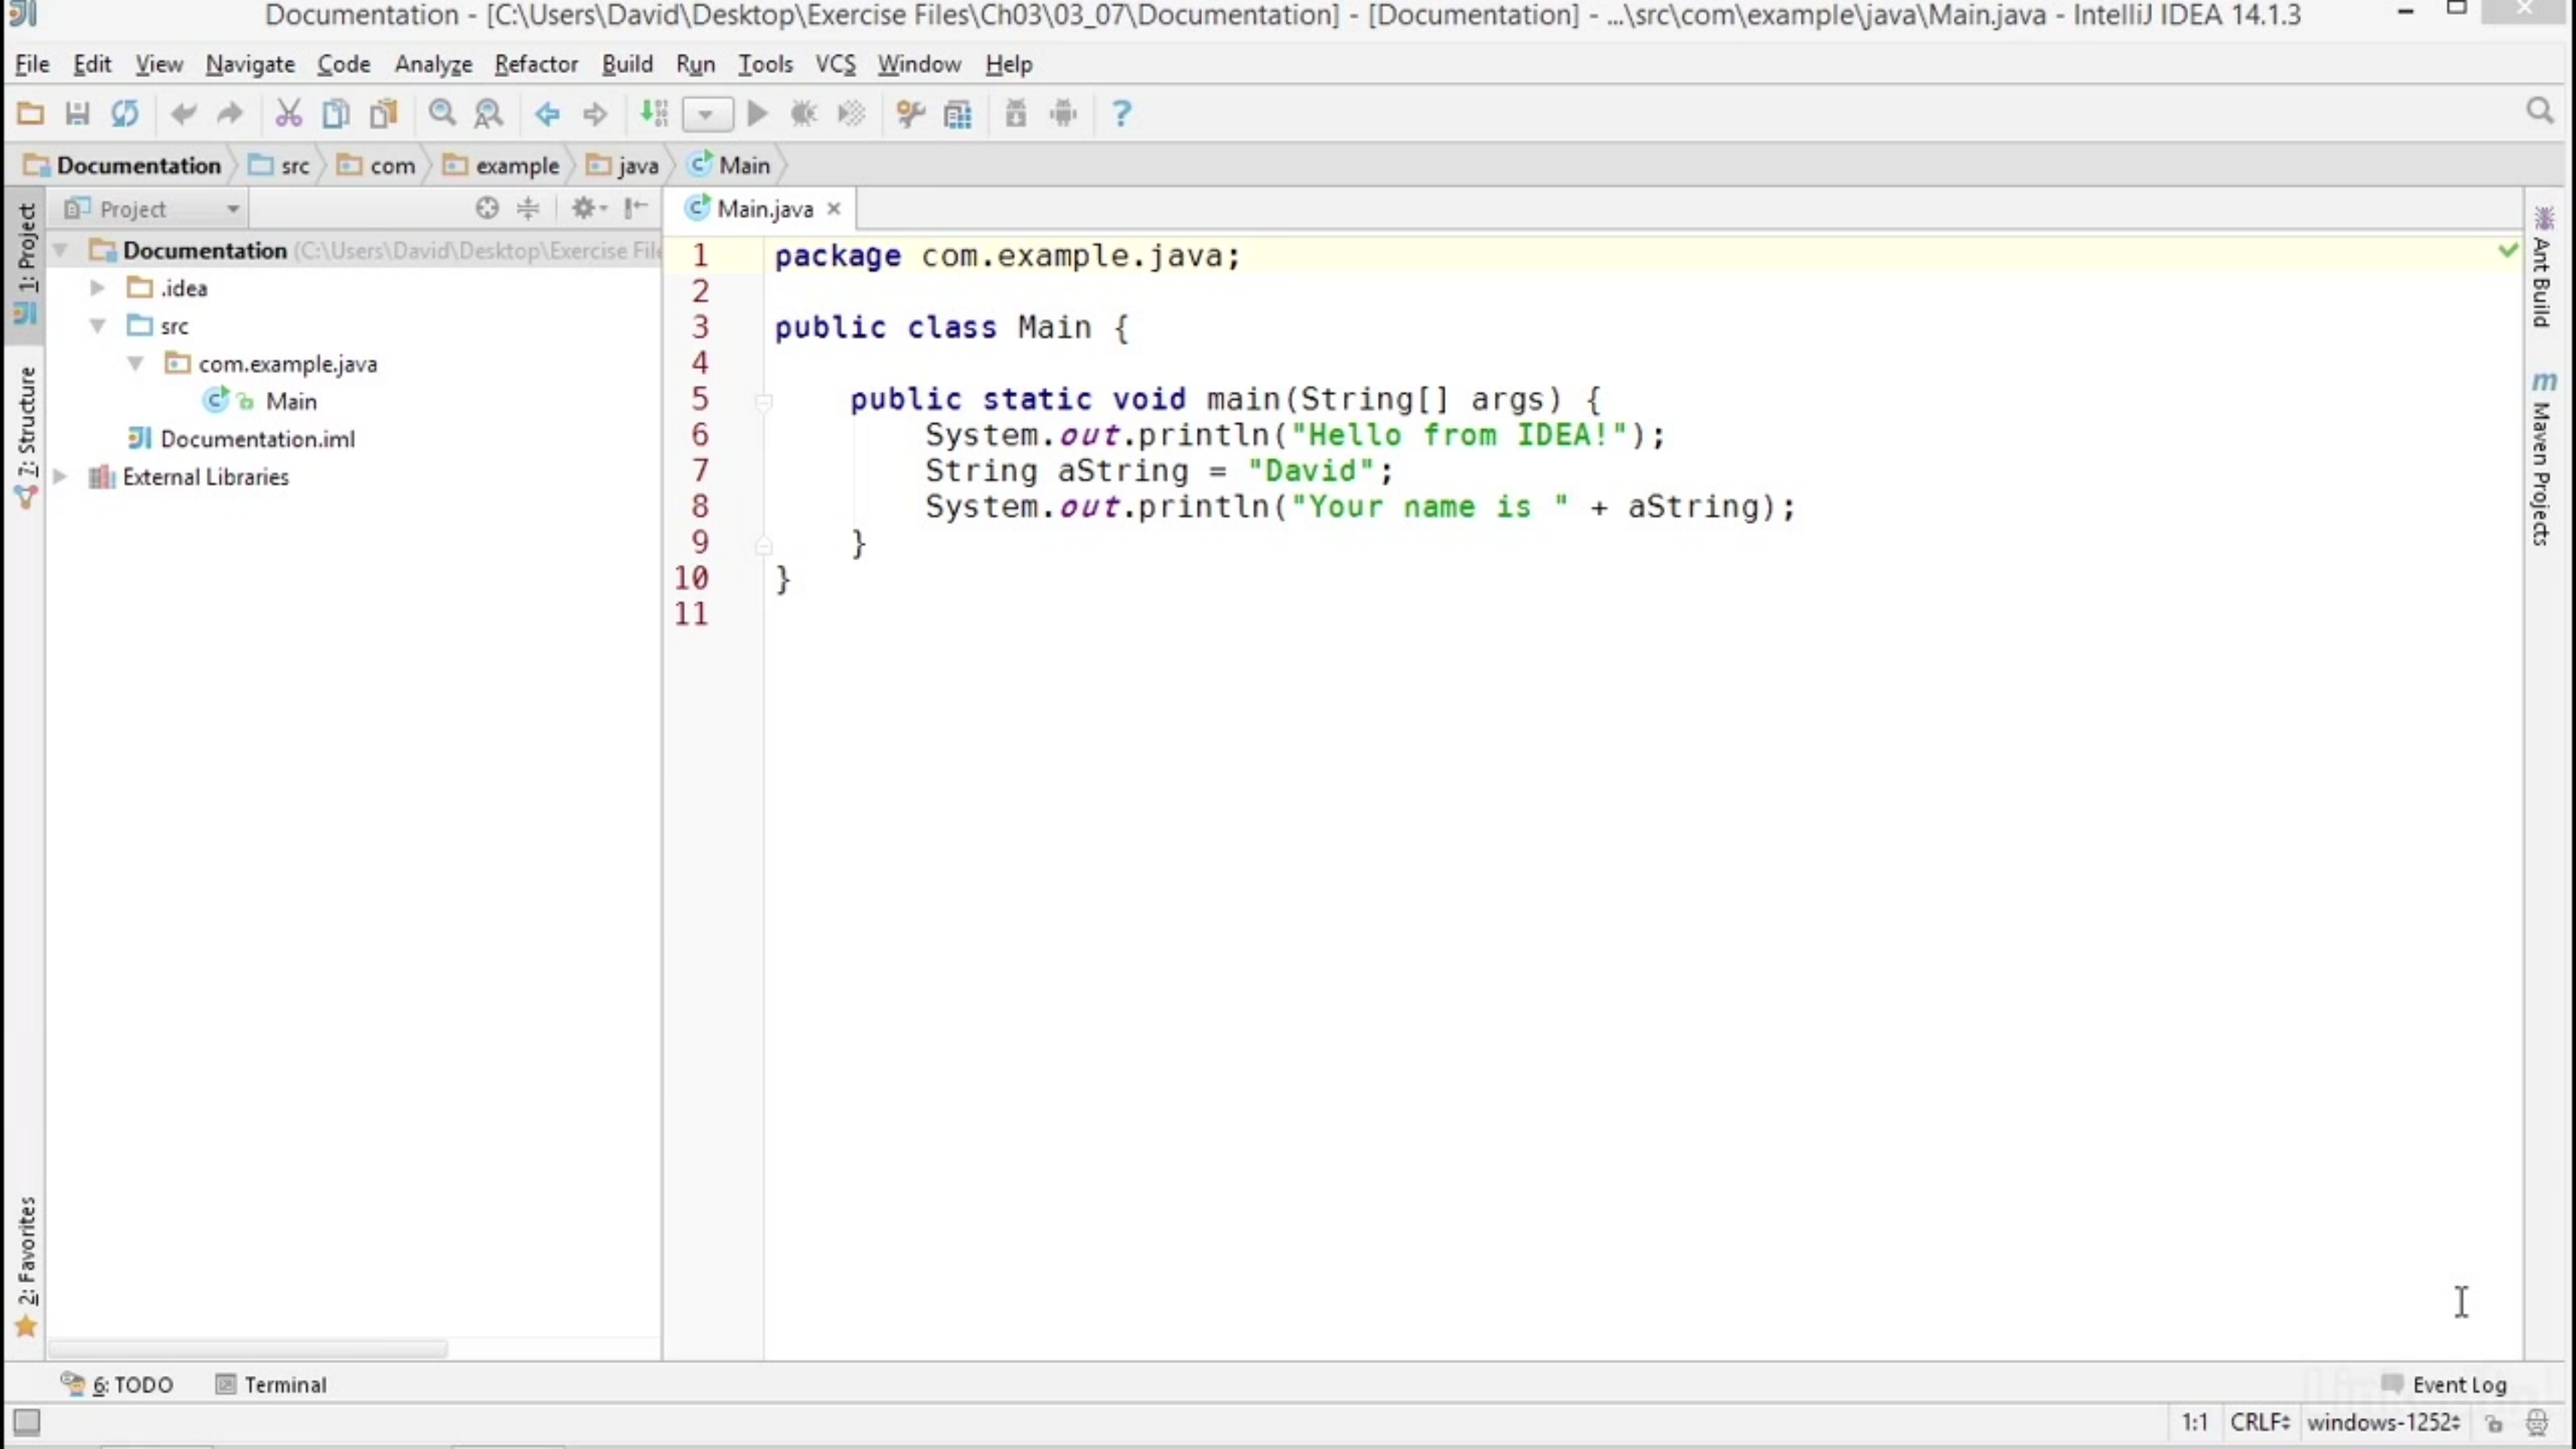 Documentation - [C:\Users\David\Desktop\Exercise Files\Ch03\03_07\Documentation] - [Documentation] - ...\src\com\example\java\Main.java - IntelliJ IDEA 14.1.3
File Edit View Navigate Code Analyze Refactor Build Run Tools VCS Window Help
Documentation src com example java Main
1: Project
7: Structure
2: Favorites
Project
Documentation (C:\Users\David\Desktop\Exercise File
.idea
src
com.example.java
Main
Documentation.iml
External Libraries
Main.java
1 package com.example.java;
2
3 public class Main {
4
5 public static void main(String[] args) {
6 System.out.println("Hello from IDEA!");
7 String aString = "David";
8 System.out.println("Your name is " + aString);
9 }
10 }
11
Ant Build
Maven Projects
6: TODO Terminal Event Log
1:1 CRLF windows-1252